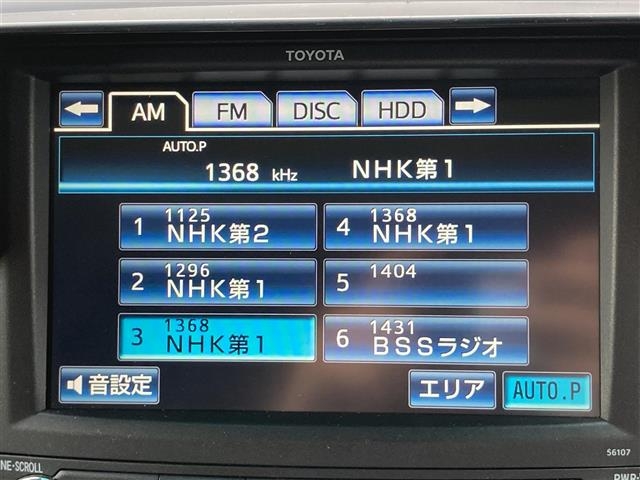 TOYOTA
AM FM DISC HDD
AUTO.P
1368 kHz NHK第1
1 1125 NHK第2
4 1368 NHK第1
2 1296 NHK第1
5 1404
3 1368 NHK第1
6 1431 BSSラジオ
音設定 エリア AUTO.P
56107
NE·SCROLL